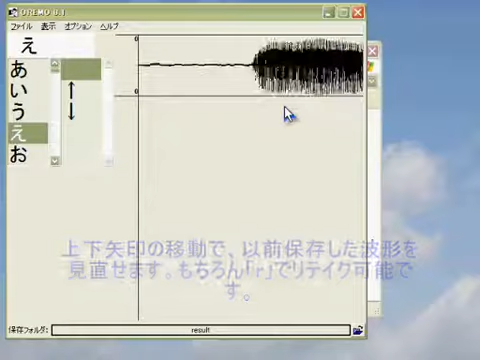 OREMO 0.1
ファイル 表示 オプション ヘルプ
え
あ
い
う
え
お
↑
↓
0
0
上下矢印の移動で、以前保存した波形を
見直せます。もちろん「r」でリテイク可能で
す。
保存フォルダ:
result